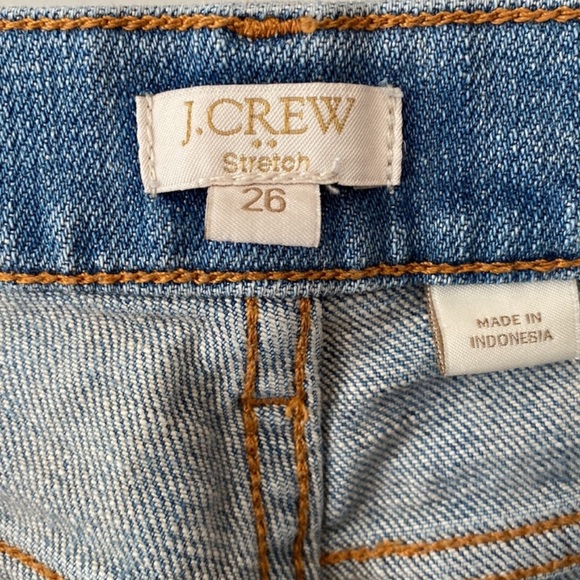 J.CREW
Stretch
26
MADE IN
INDONESIA